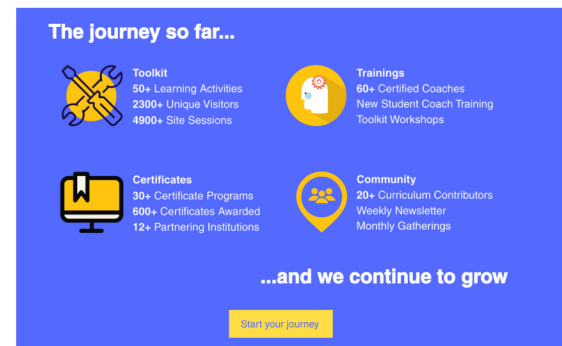 The journey so far...
Toolkit
50+ Learning Activities
2300+ Unique Visitors
4900+ Site Sessions
Trainings
60+ Certified Coaches
New Student Coach Training
Toolkit Workshops
Certificates
30+ Certificate Programs
600+ Certificates Awarded
12+ Partnering Institutions
Community
20+ Curriculum Contributors
Weekly Newsletter
Monthly Gatherings
...and we continue to grow
Start your journey